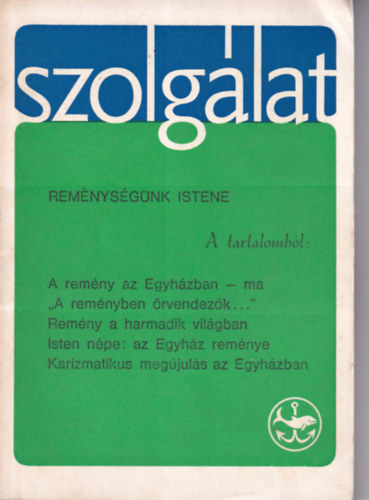 szolgálat
REMÉNYSÉGÜNK ISTENE
A tartalomból:
A remény az Egyházban – ma
„A reményben örvendezők..."
Remény a harmadik világban
Isten népe: az Egyház reménye
Karizmatikus megújulás az Egyházban